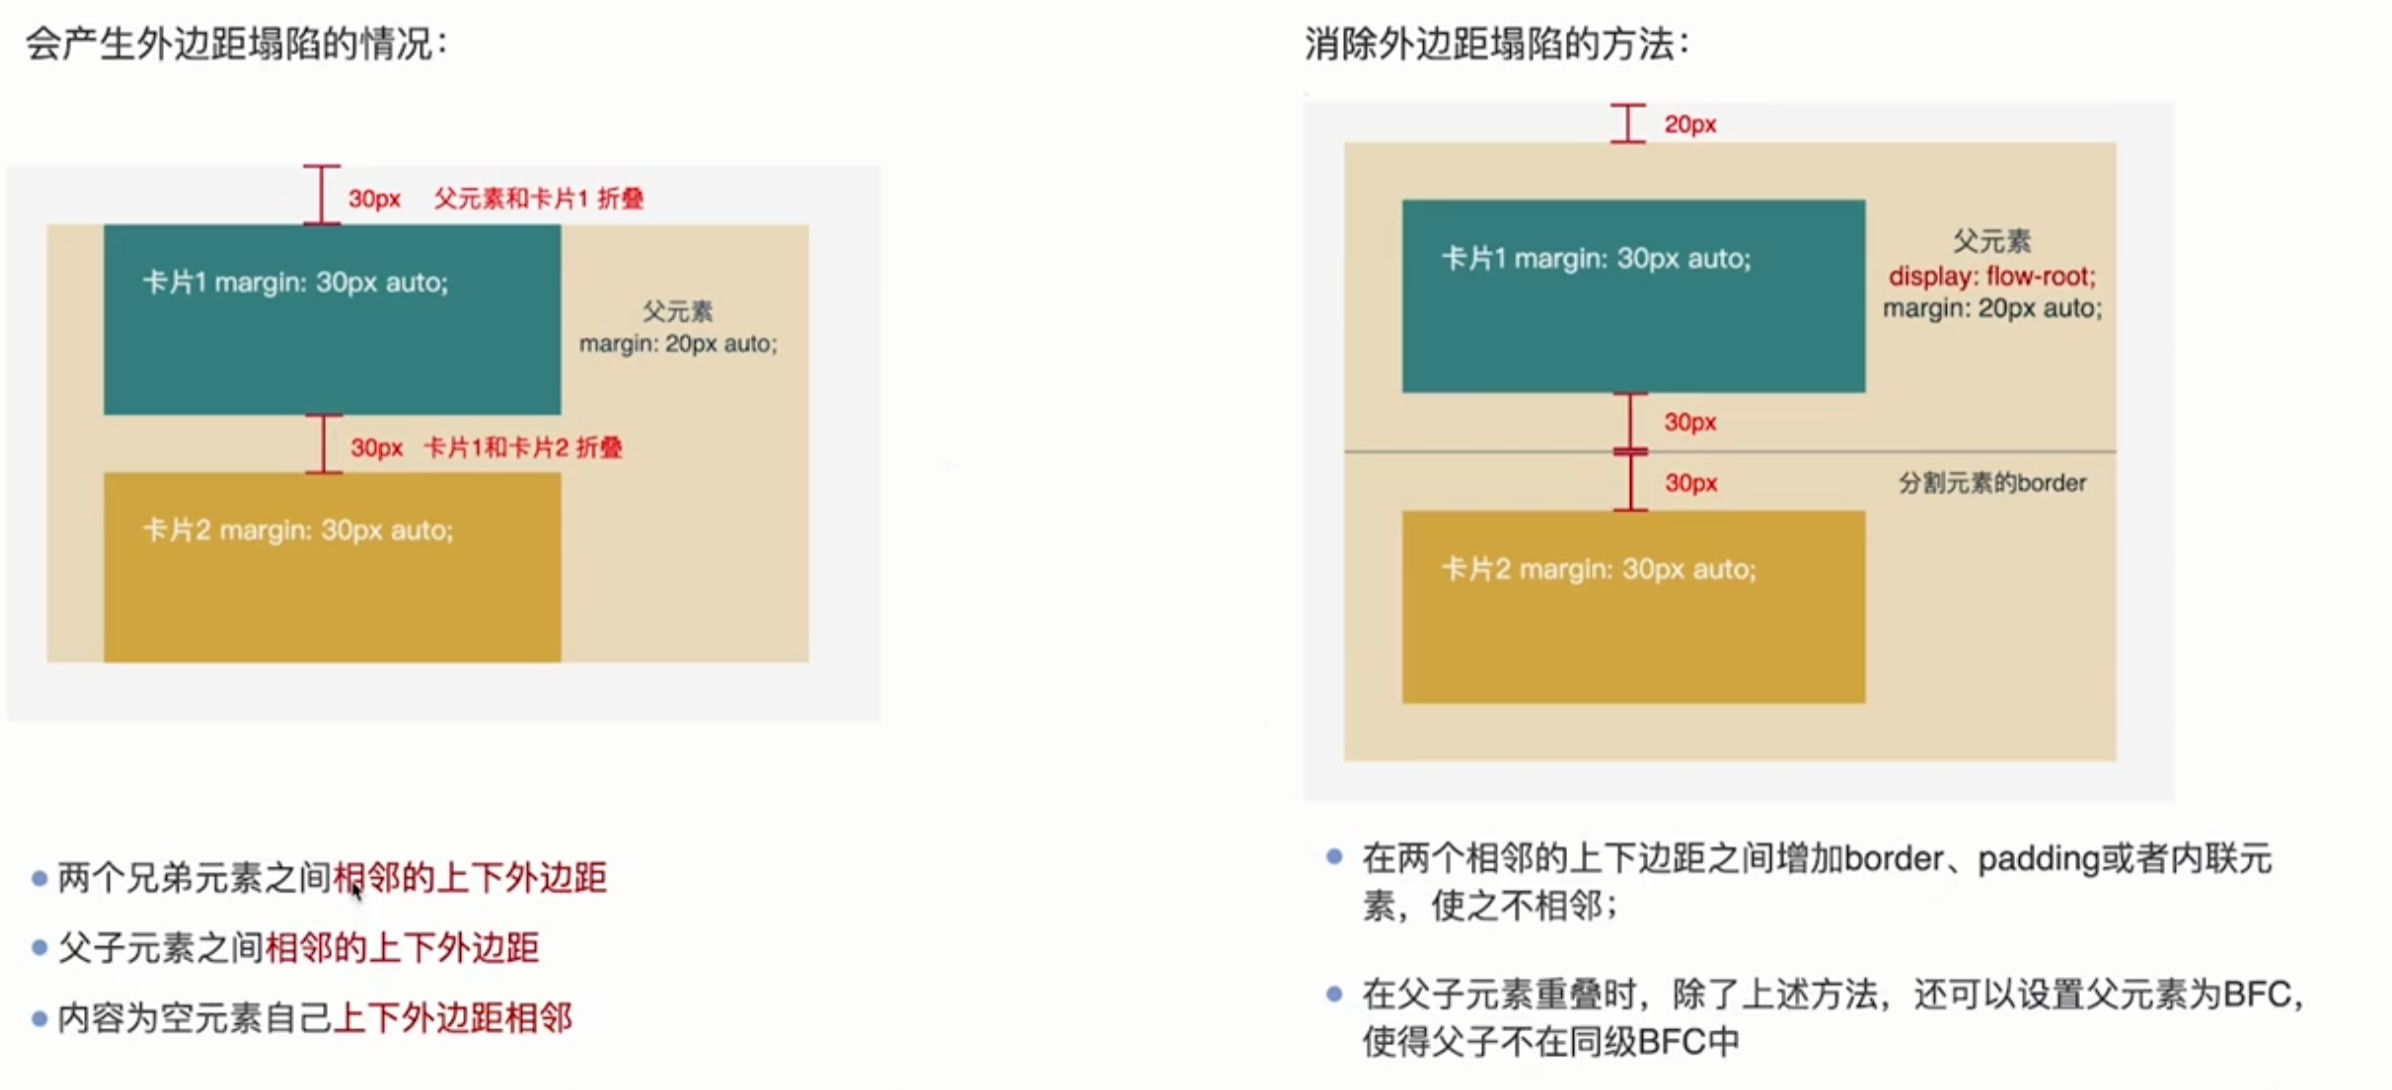 会产生外边距塌陷的情况：
30px 父元素和卡片1 折叠
卡片1 margin: 30px auto;
父元素
margin: 20px auto;
30px 卡片1和卡片2 折叠
卡片2 margin: 30px auto;
两个兄弟元素之间相邻的上下外边距
父子元素之间相邻的上下外边距
内容为空元素自己上下外边距相邻
消除外边距塌陷的方法：
20px
卡片1 margin: 30px auto;
父元素
display: flow-root;
margin: 20px auto;
30px
30px
分割元素的border
卡片2 margin: 30px auto;
在两个相邻的上下边距之间增加border、padding或者内联元
素，使之不相邻；
在父子元素重叠时，除了上述方法，还可以设置父元素为BFC，
使得父子不在同级BFC中